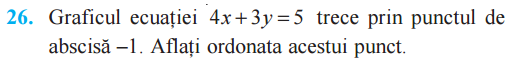 26. Graficul ecuației 4x+3y=5 trece prin punctul de
abscisă −1. Aflați ordonata acestui punct.